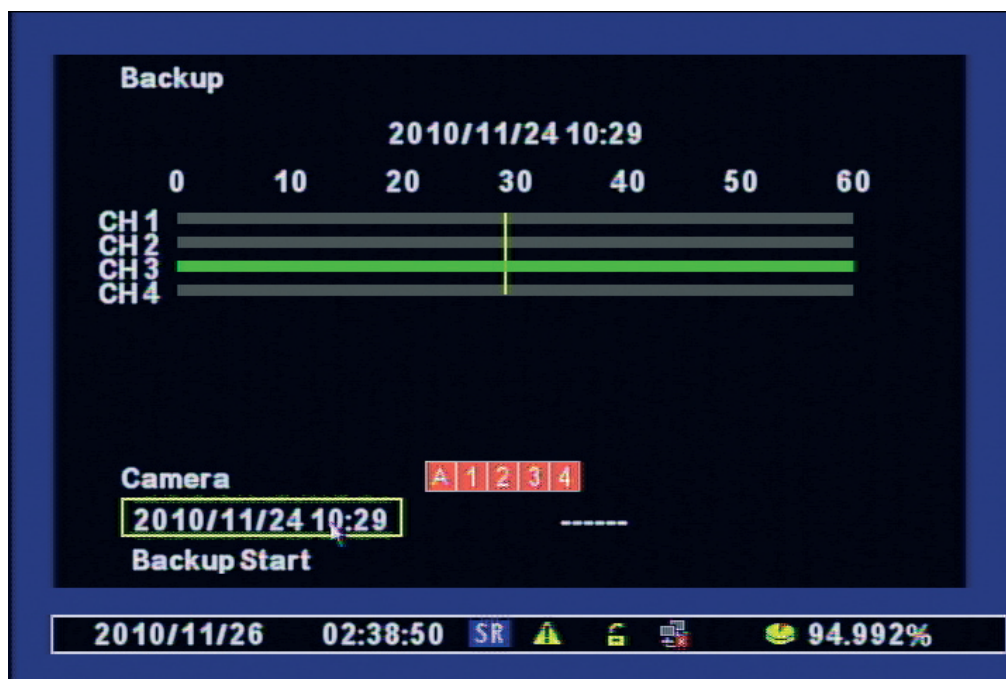 Backup
2010/11/24 10:29
0 10 20 30 40 50 60
CH 1
CH 2
CH 3
CH 4
Camera A 1 2 3 4
2010/11/24 10:29 ------
Backup Start
2010/11/26 02:38:50 SR 94.992%